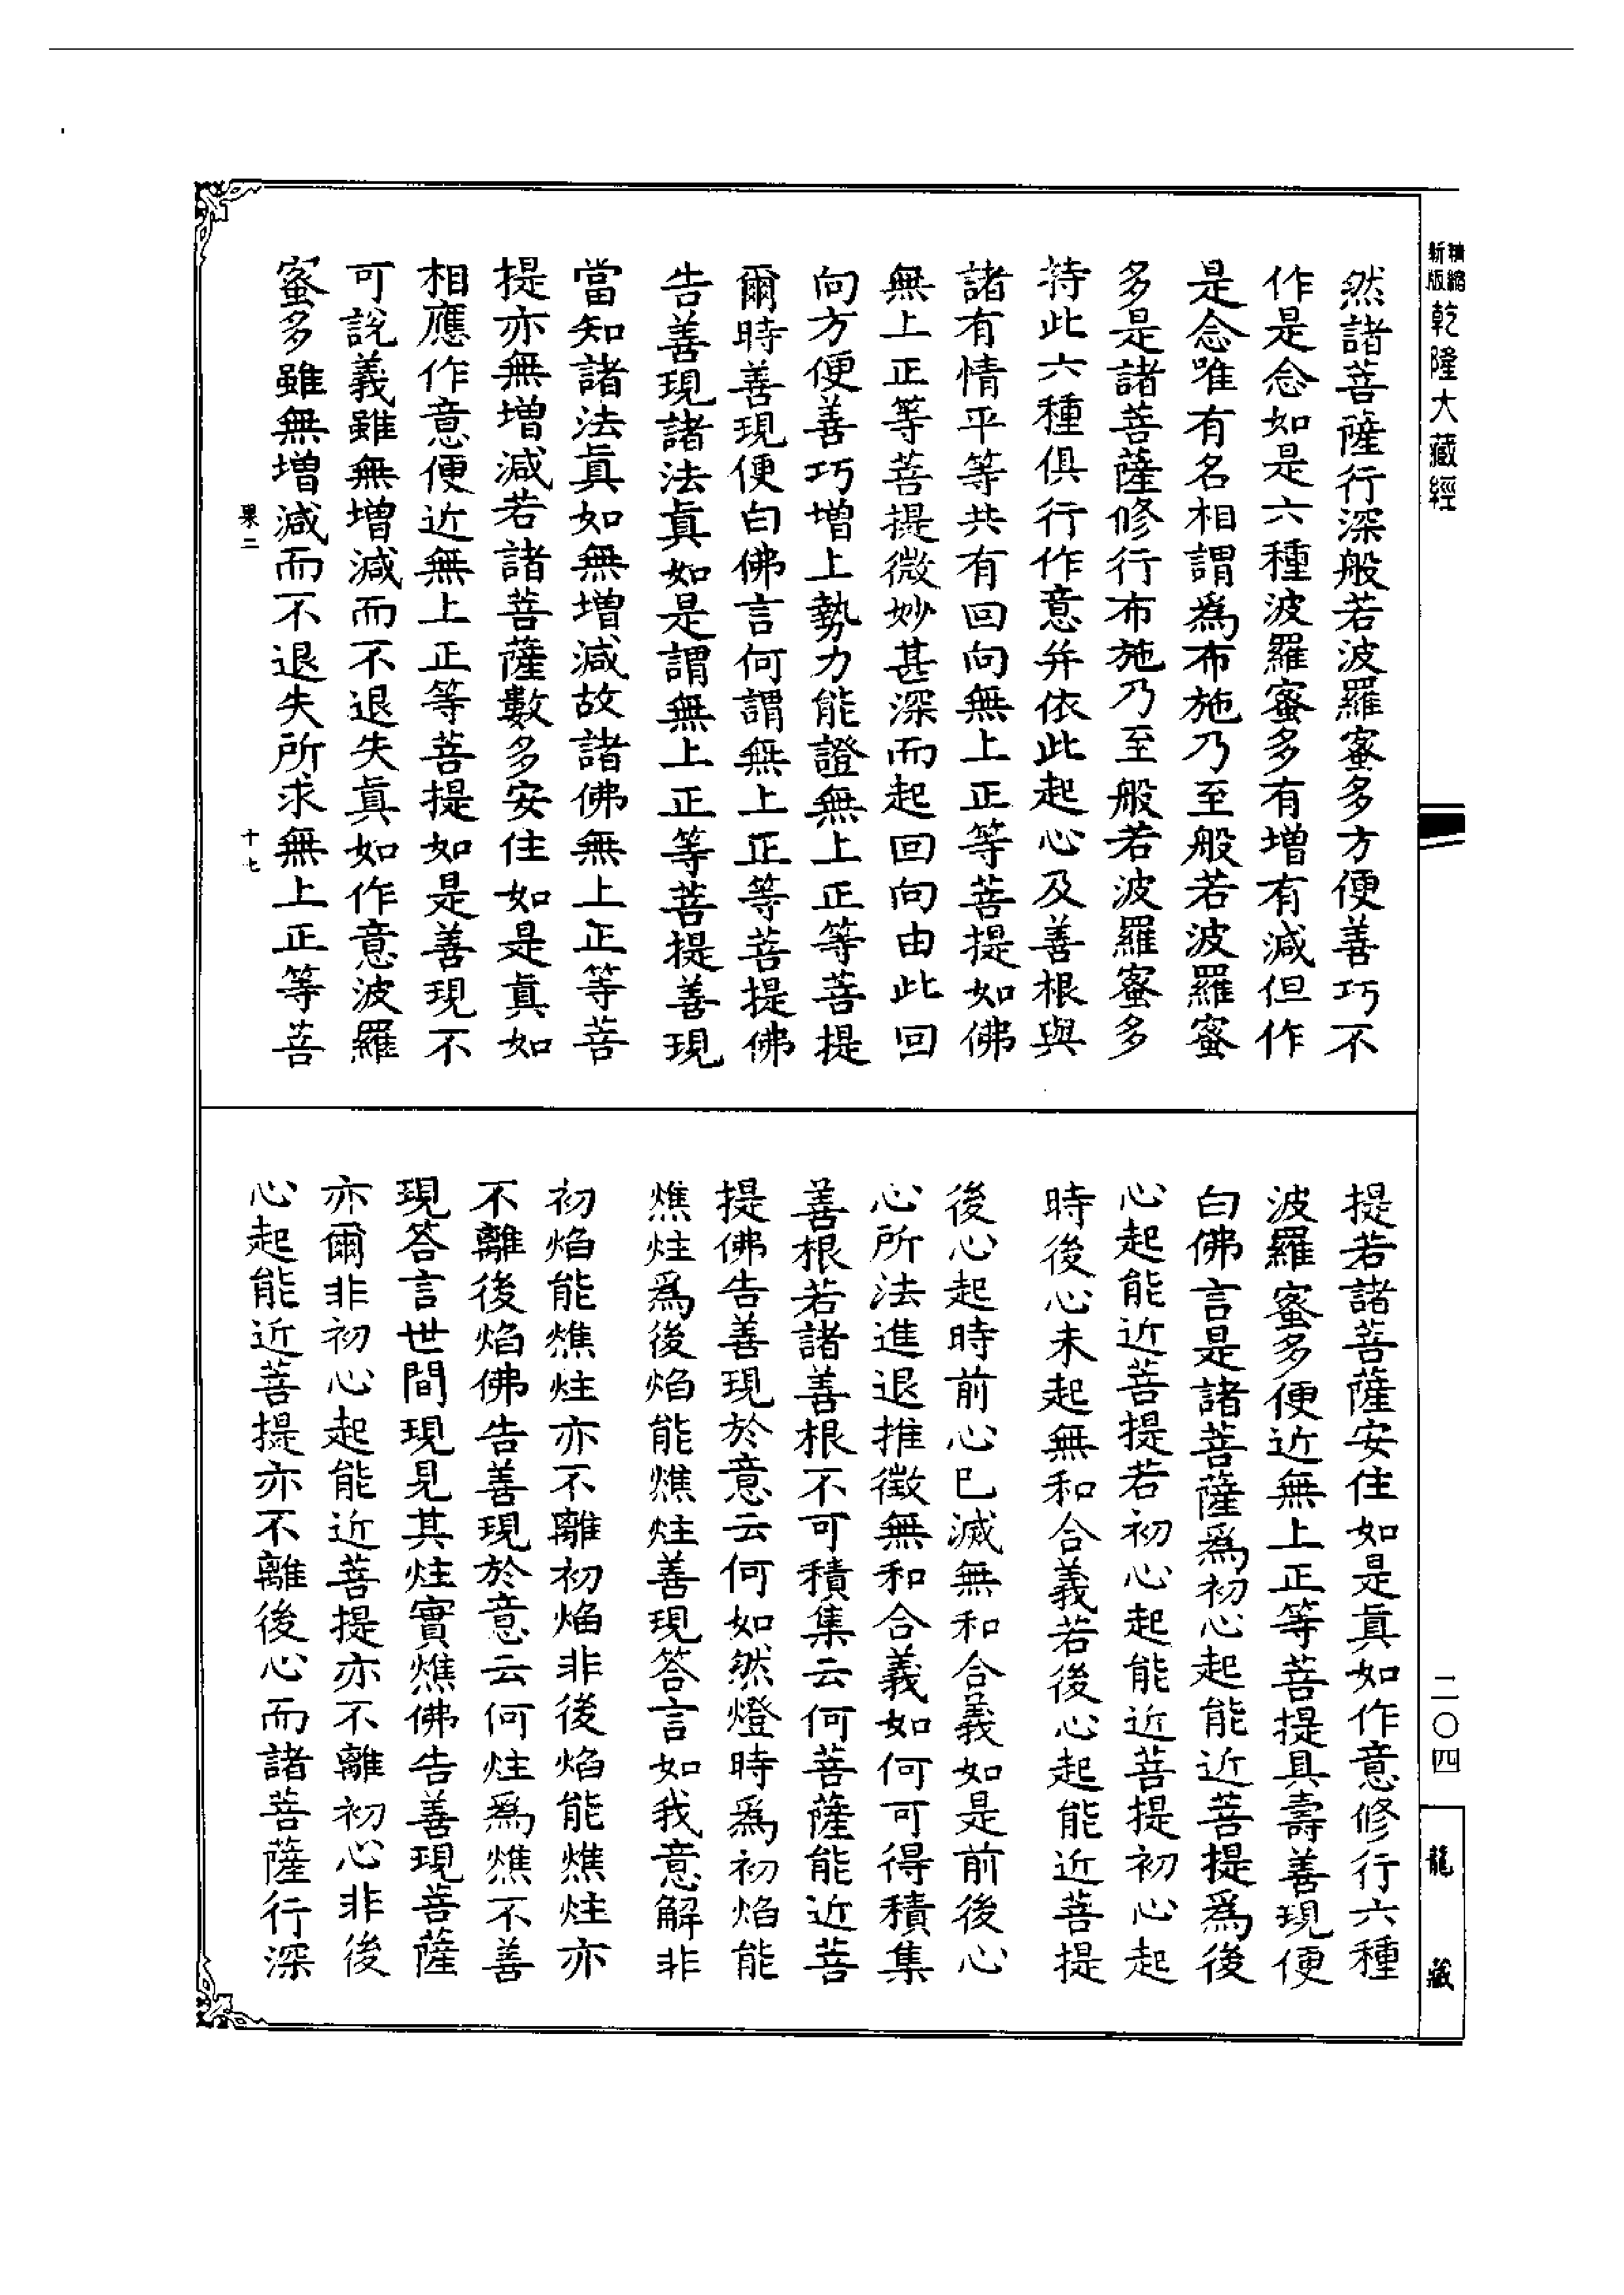 新版精縮乾隆大藏經
然諸菩薩行深般若波羅蜜多方便善巧不
作是念如是六種波羅蜜多有增有減但作
是念唯有名相謂爲布施乃至般若波羅蜜
多是諸菩薩修行布施乃至般若波羅蜜多
持此六種俱行作意并依此起心及善根與
諸有情平等共有回向無上正等菩提如佛
無上正等菩提微妙甚深而起回向由此回
向方便善巧增上勢力能證無上正等菩提
爾時善現便白佛言何謂無上正等菩提佛
告善現諸法真如是謂無上正等菩提善現
當知諸法真如無增減故諸佛無上正等菩
提亦無增減若諸菩薩數多安住如是真如
相應作意便近無上正等菩提如是善現不
可說義雖無增減而不退失真如作意波羅
蜜多雖無增減而不退失所求無上正等菩
果二 十七
提若諸菩薩安住如是真如作意修行六種
波羅蜜多便近無上正等菩提具壽善現便
白佛言是諸菩薩爲初心起能近菩提爲後
心起能近菩提若初心起能近菩提初心起
時後心未起無和合義若後心起能近菩提
後心起時前心已滅無和合義如是前後心
心所法進退推徵無和合義如何可得積集
善根若諸善根不可積集云何菩薩能近菩
提佛告善現於意云何如然燈時爲初焰能
燋炷爲後焰能燋炷善現答言如我意解非
初焰能燋炷亦不離初焰非後焰能燋炷亦
不離後焰佛告善現於意云何炷爲燋不善
現答言世間現見其炷實燋佛告善現菩薩
亦爾非初心起能近菩提亦不離初心非後
心起能近菩提亦不離後心而諸菩薩行深
二〇四
龍藏